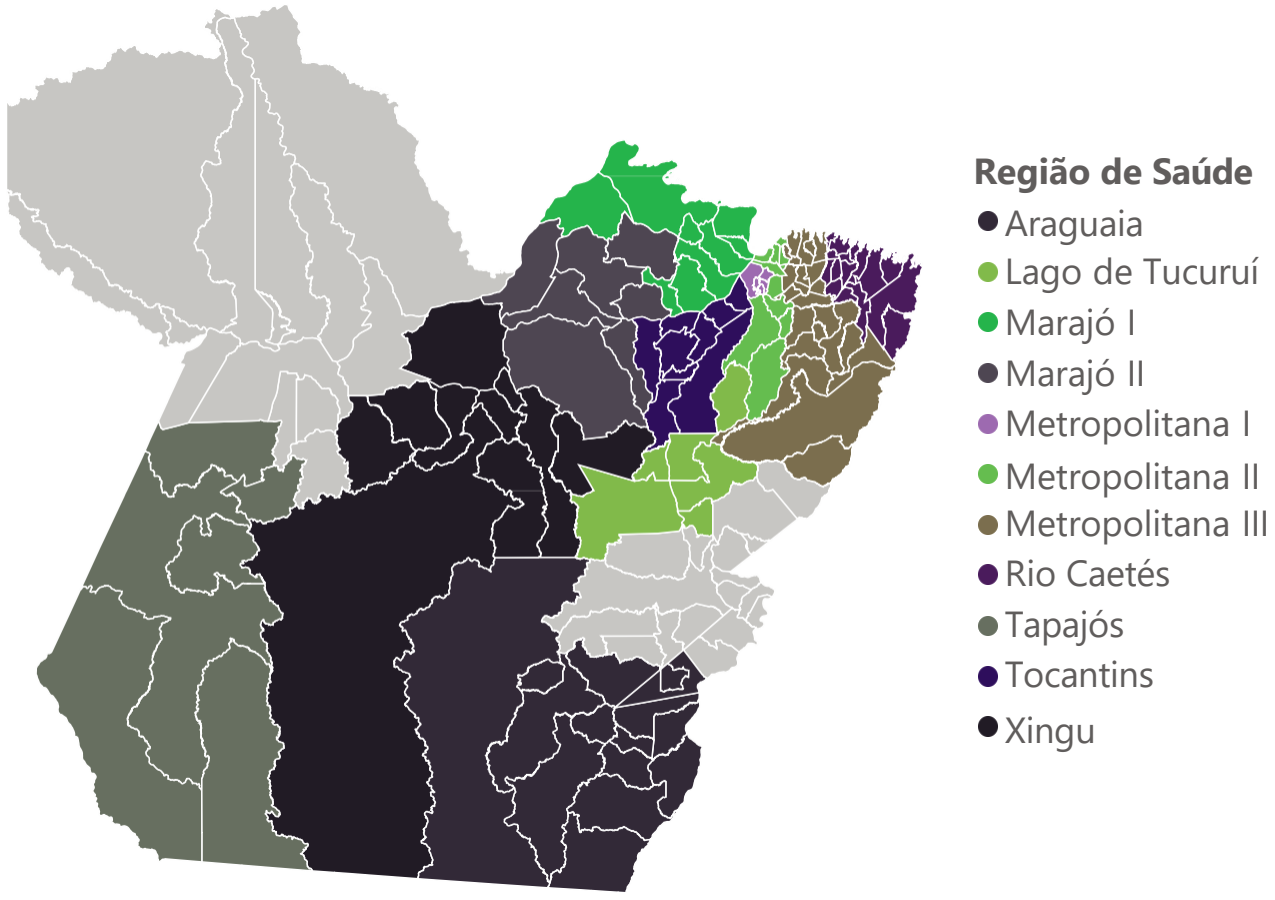 Região de Saúde
Araguaia
Lago de Tucuruí
Marajó I
Marajó II
Metropolitana I
Metropolitana II
Metropolitana III
Rio Caetés
Tapajós
Tocantins
Xingu